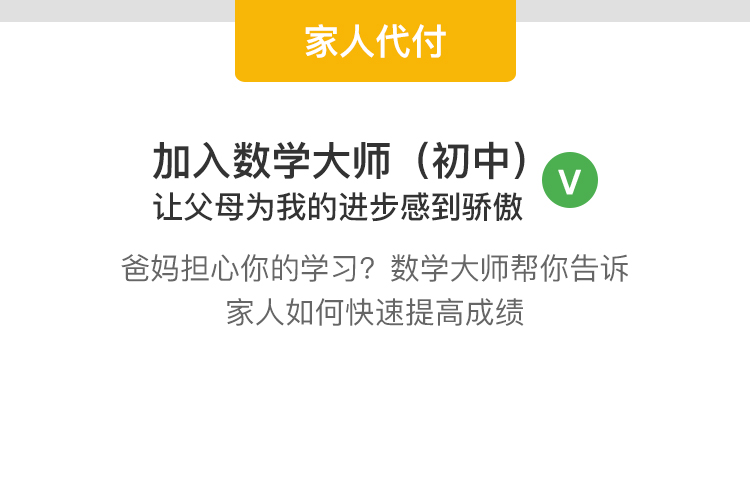 家人代付
加入数学大师（初中）
V
让父母为我的进步感到骄傲
爸妈担心你的学习？数学大师帮你告诉
家人如何快速提高成绩